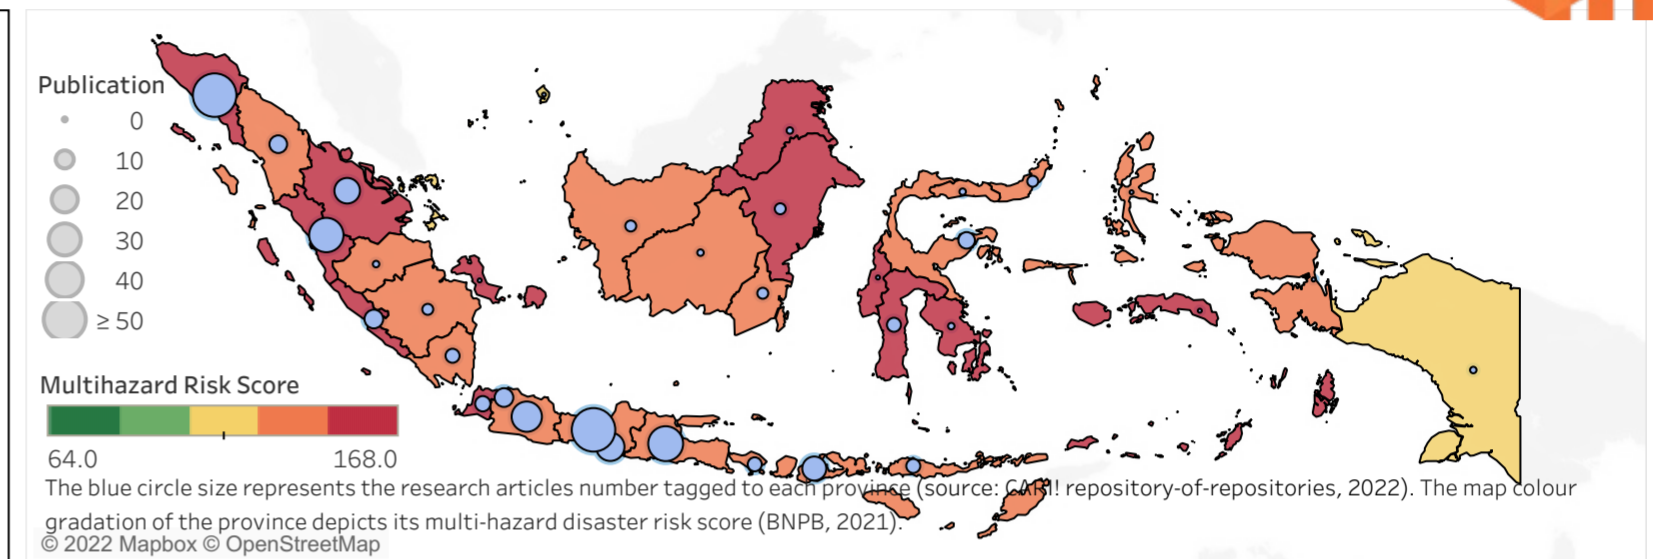 Publication
0
10
20
30
40
≥ 50
Multihazard Risk Score
64.0 168.0
The blue circle size represents the research articles number tagged to each province (source: CARI! repository-of-repositories, 2022). The map colour
gradation of the province depicts its multi-hazard disaster risk score (BNPB, 2021).
© 2022 Mapbox © OpenStreetMap